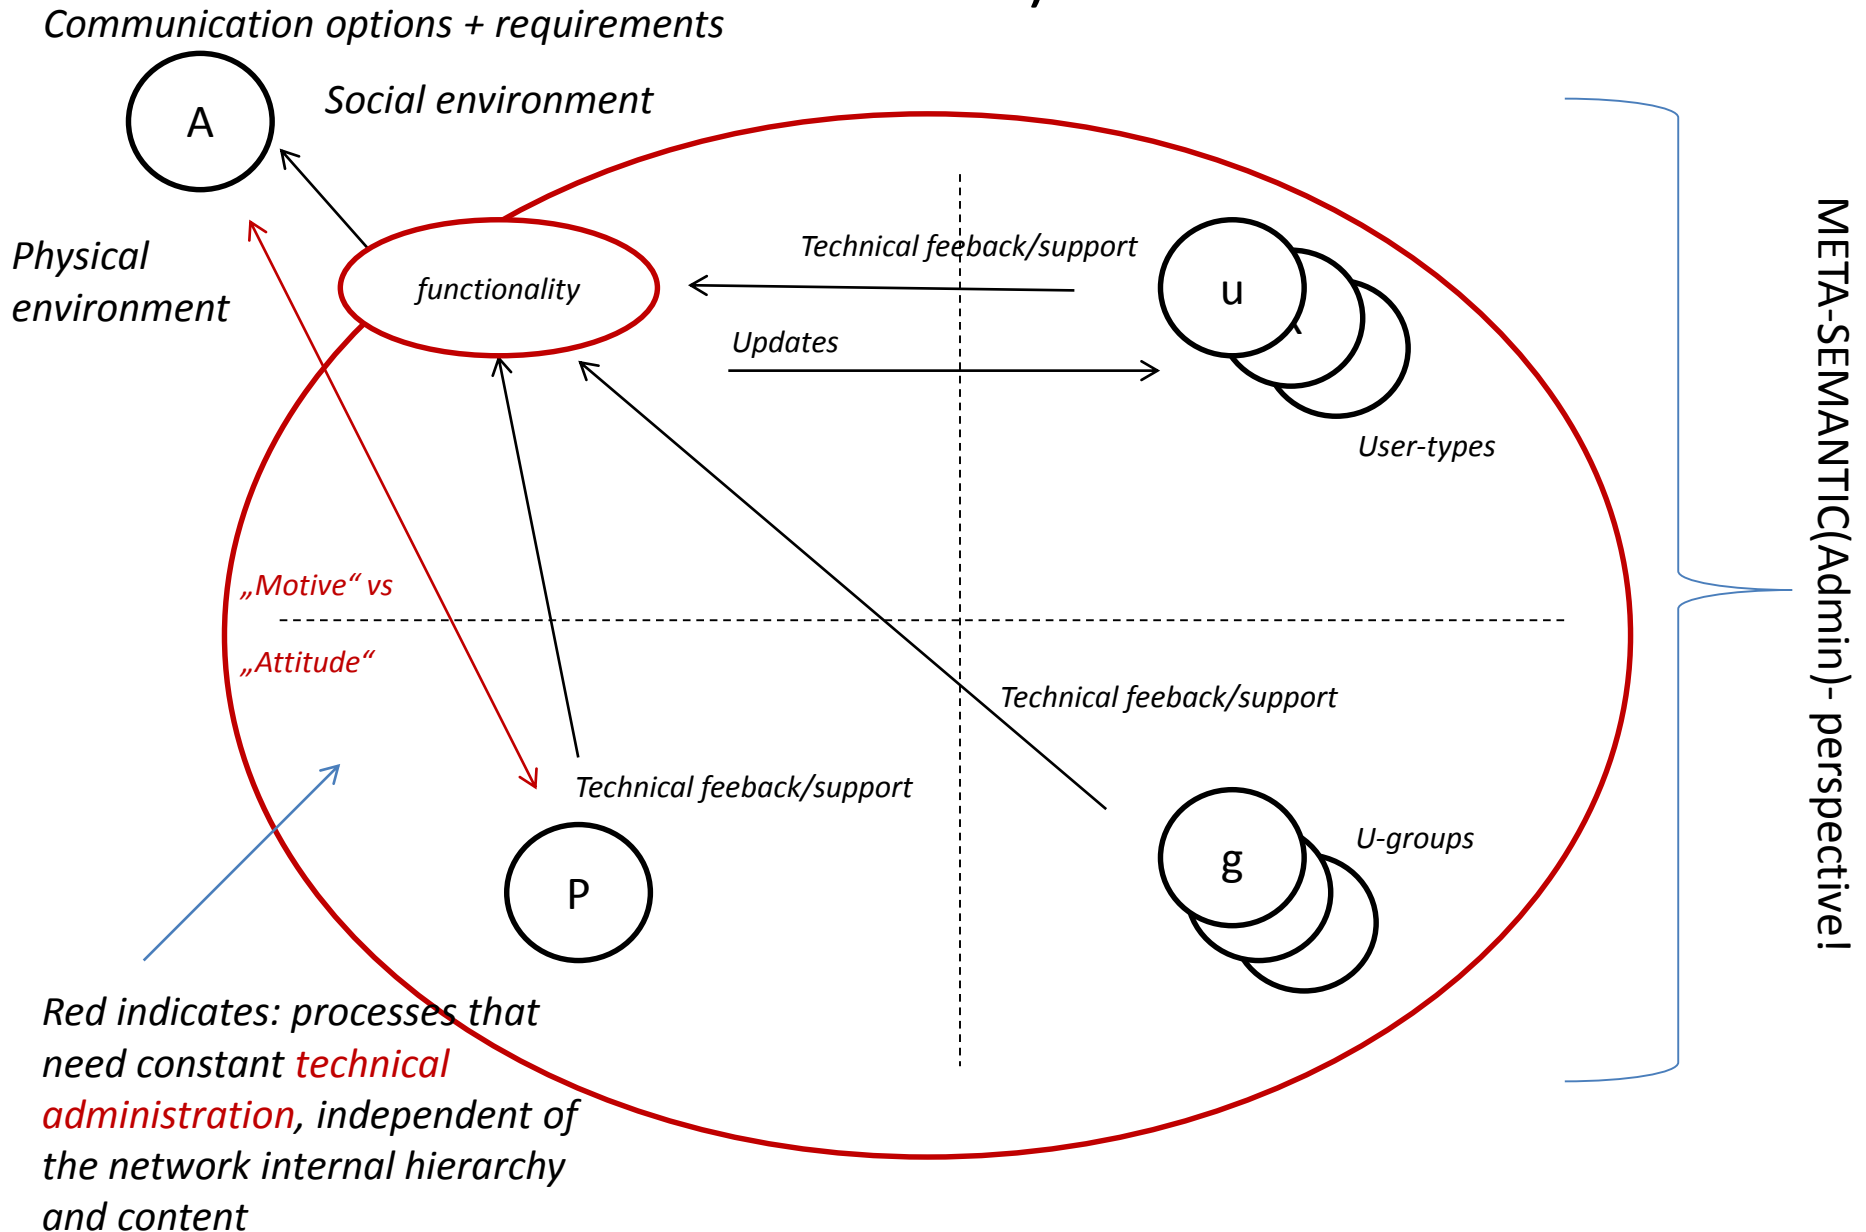 Communication options + requirements
A
Social environment
Physical
environment
functionality
Technical feeback/support
u
Updates
User-types
„Motive“ vs
„Attitude“
Technical feeback/support
Technical feeback/support
P
g
U-groups
META-SEMANTIC(Admin)- perspective!
Red indicates: processes that
need constant technical
administration, independent of
the network internal hierarchy
and content